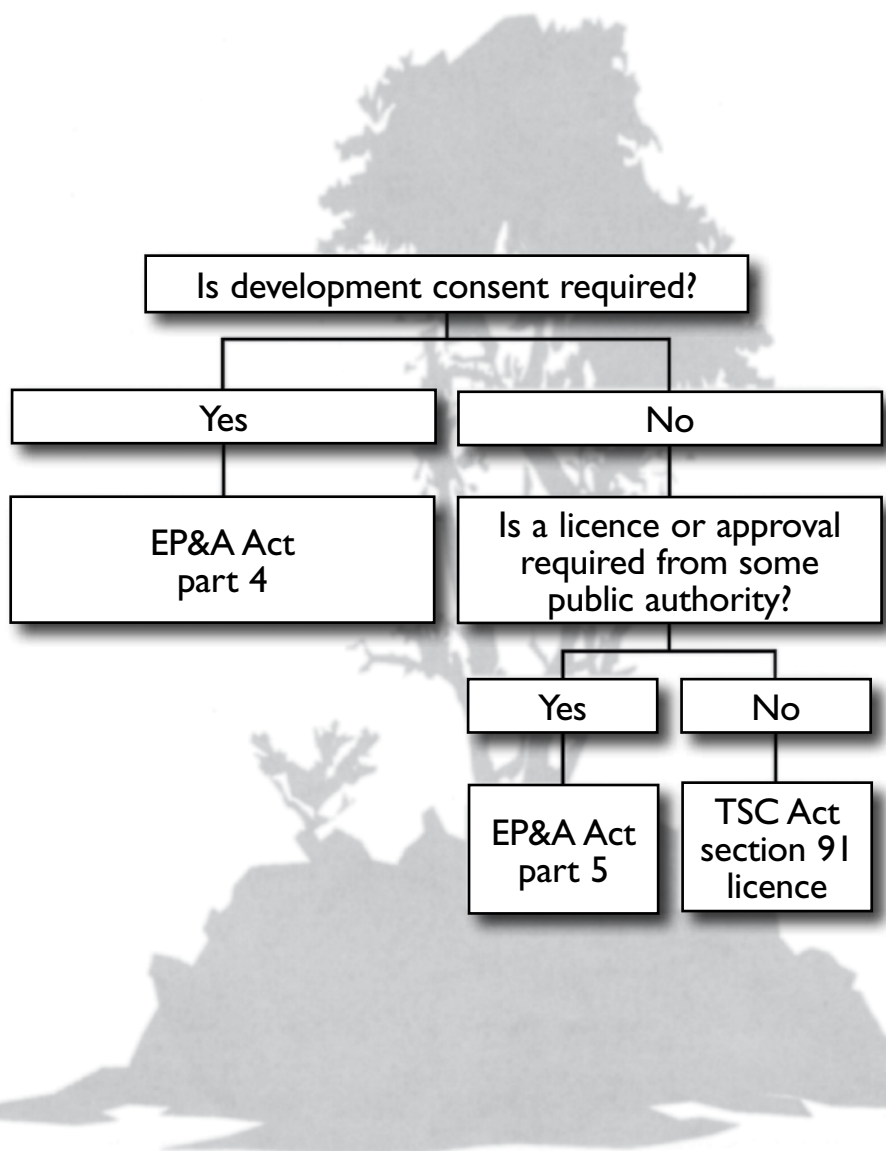 Is development consent required?
Yes
No
EP&A Act
part 4
Is a licence or approval
required from some
public authority?
Yes
No
EP&A Act
part 5
TSC Act
section 91
licence